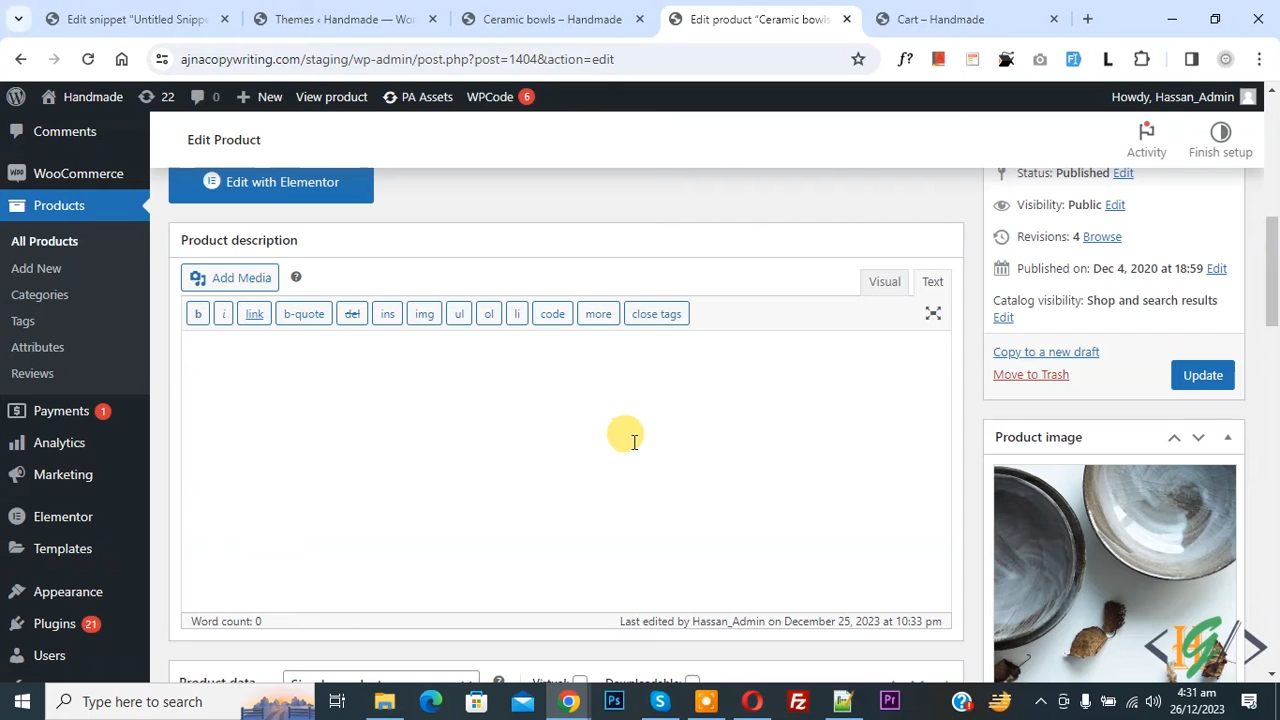 Edit snippet "Untitled Snippe
Themes ‹ Handmade — Wor
Ceramic bowls – Handmade
Edit product "Ceramic bowls
Cart – Handmade
ajnacopywriting.com/staging/wp-admin/post.php?post=1404&action=edit
Handmade
22
0
New
View product
PA Assets
WPCode
6
Howdy, Hassan_Admin
Comments
WooCommerce
Products
All Products
Add New
Categories
Tags
Attributes
Reviews
Payments
1
Analytics
Marketing
Elementor
Templates
Appearance
Plugins
21
Users
Edit Product
Activity
Finish setup
Edit with Elementor
Product description
Add Media
Visual
Text
b
i
link
b-quote
del
ins
img
ul
ol
li
code
more
close tags
Word count: 0
Last edited by Hassan_Admin on December 25, 2023 at 10:33 pm
Status: Published Edit
Visibility: Public Edit
Revisions: 4 Browse
Published on: Dec 4, 2020 at 18:59 Edit
Catalog visibility: Shop and search results
Edit
Copy to a new draft
Move to Trash
Update
Product image
Product data
Type here to search
4:31 am
26/12/2023